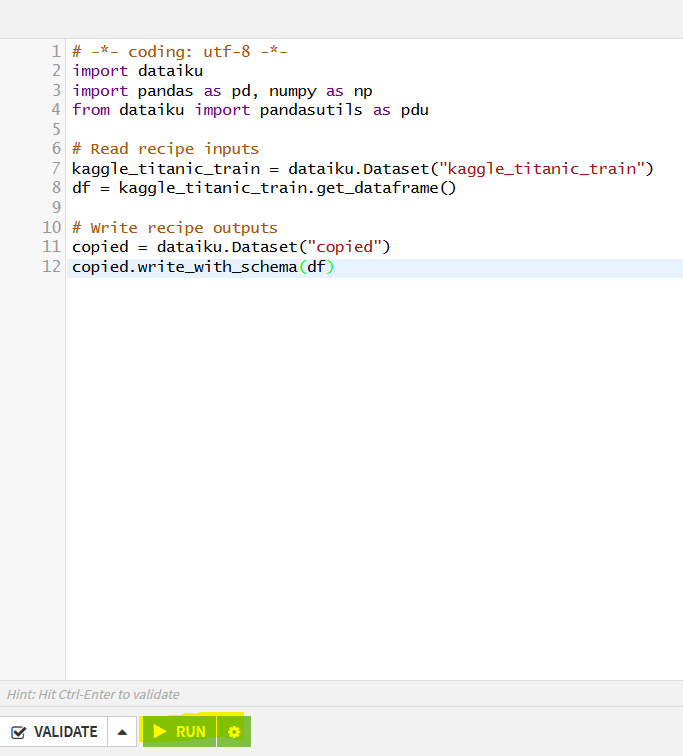 1 # -*- coding: utf-8 -*-
2 import dataiku
3 import pandas as pd, numpy as np
4 from dataiku import pandasutils as pdu
5
6 # Read recipe inputs
7 kaggle_titanic_train = dataiku.Dataset("kaggle_titanic_train")
8 df = kaggle_titanic_train.get_dataframe()
9
10 # Write recipe outputs
11 copied = dataiku.Dataset("copied")
12 copied.write_with_schema(df)
Hint: Hit Ctrl-Enter to validate
VALIDATE RUN